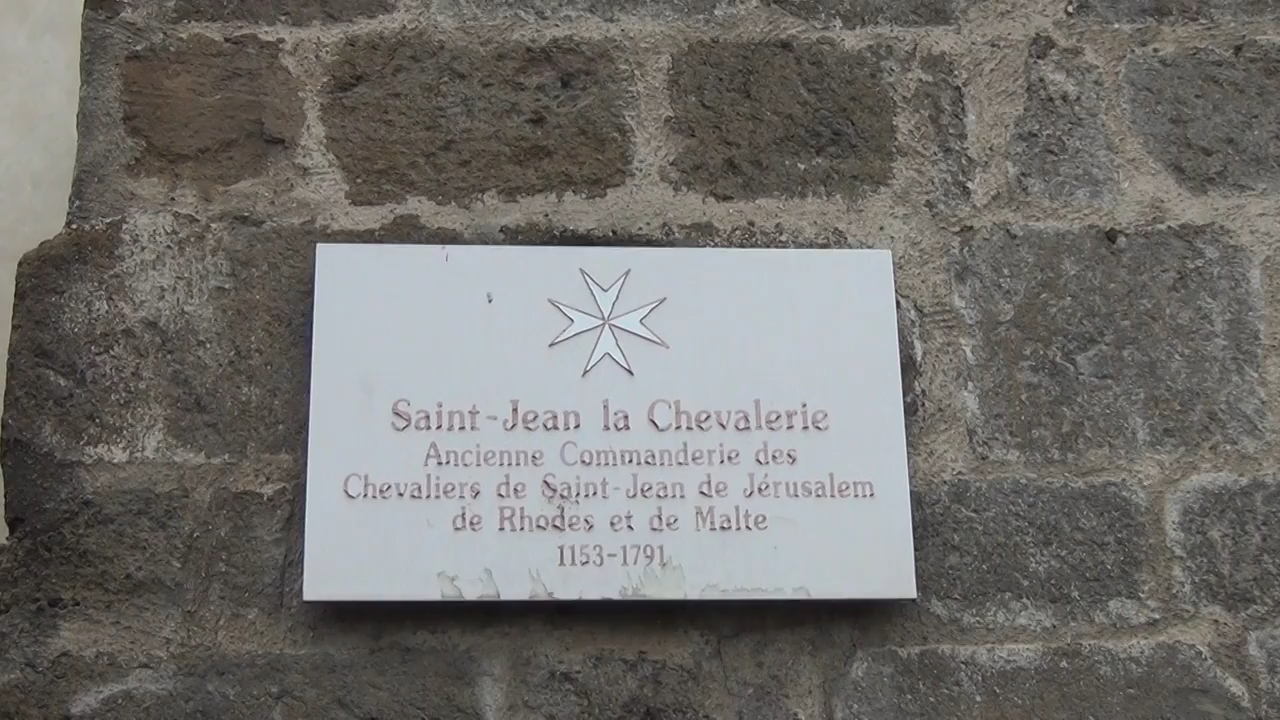 Saint-Jean la Chevalerie
Ancienne Commanderie des
Chevaliers de Saint-Jean de Jérusalem
de Rhodes et de Malte
1153-1791